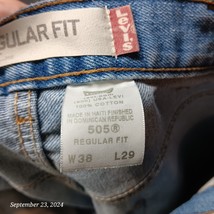 GULAR FIT
Levi's
100% COTTON
MADE IN HAITI FINISHED
IN DOMINICAN REPUBLIC
505®
REGULAR FIT
W38 L29
September 23, 2024